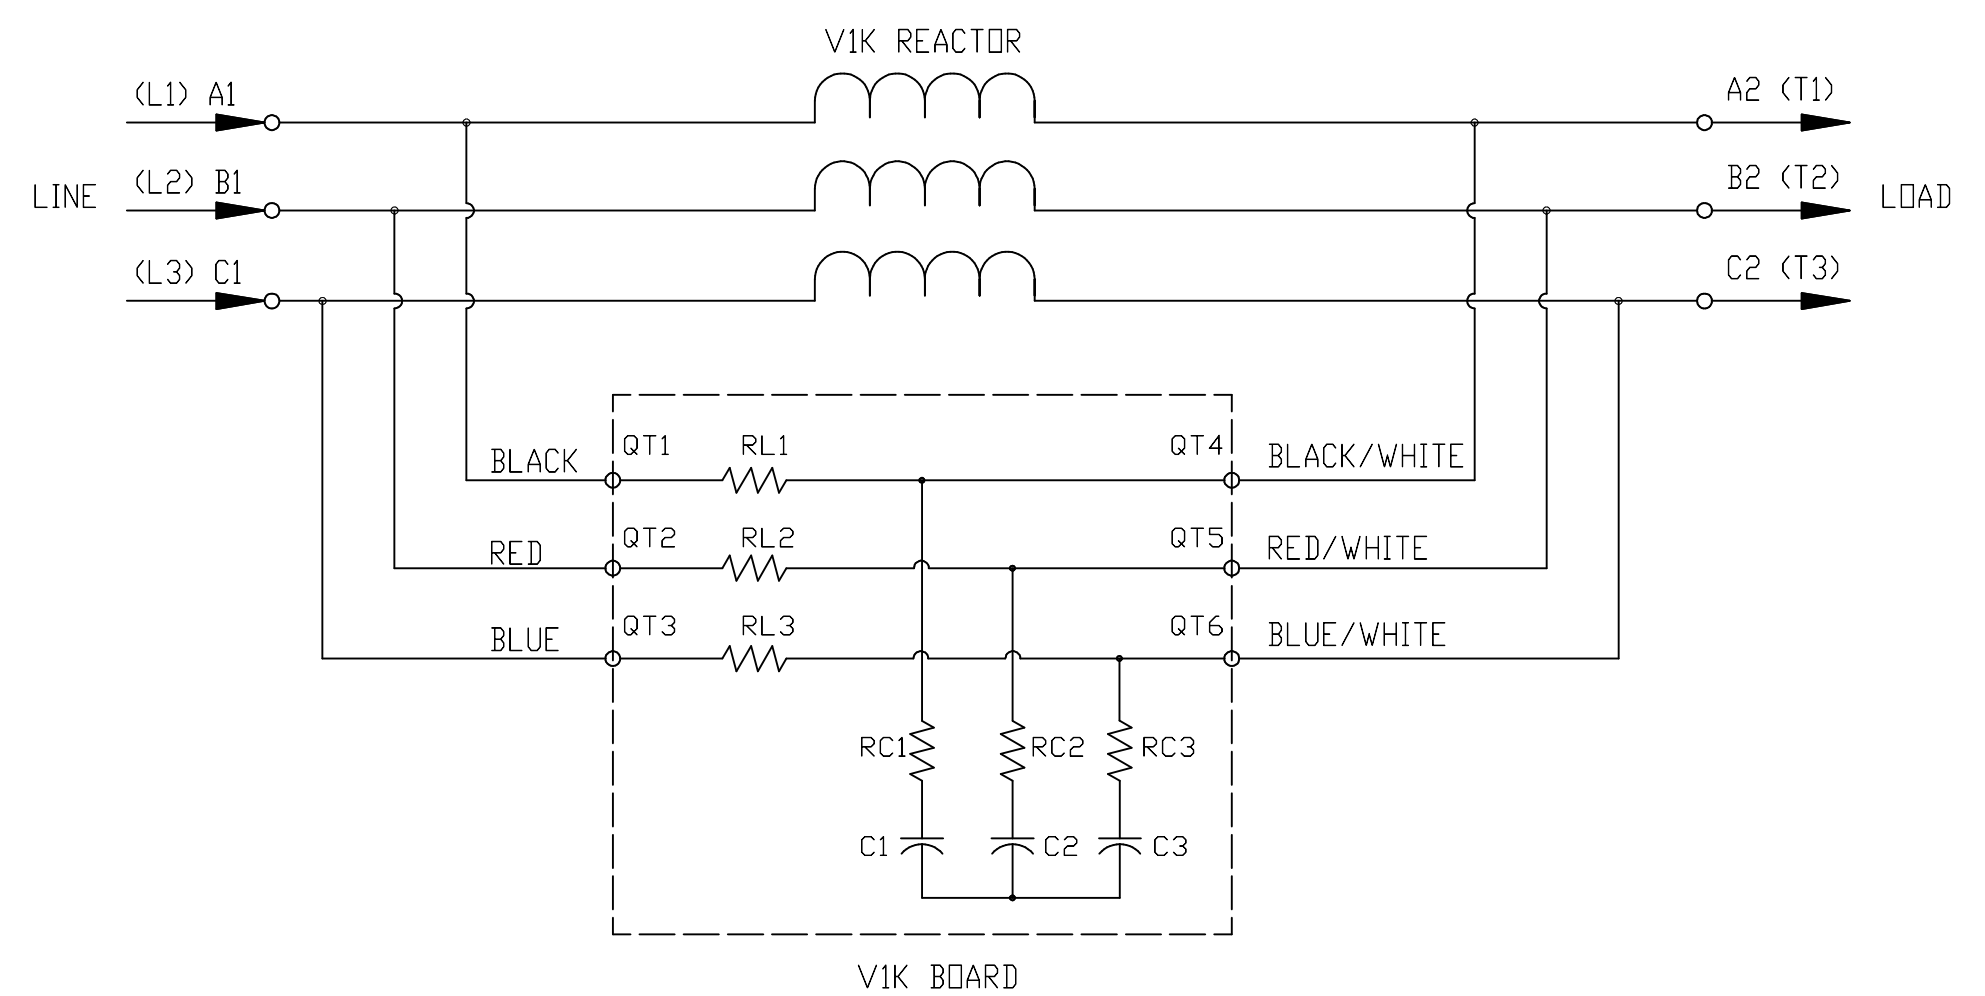 V1K REACTOR
(L1) A1
A2 (T1)
(L2) B1
B2 (T2)
LINE
LOAD
(L3) C1
C2 (T3)
BLACK
QT1
RL1
QT4
BLACK/WHITE
RED
QT2
RL2
QT5
RED/WHITE
BLUE
QT3
RL3
QT6
BLUE/WHITE
RC1
RC2
RC3
C1
C2
C3
V1K BOARD